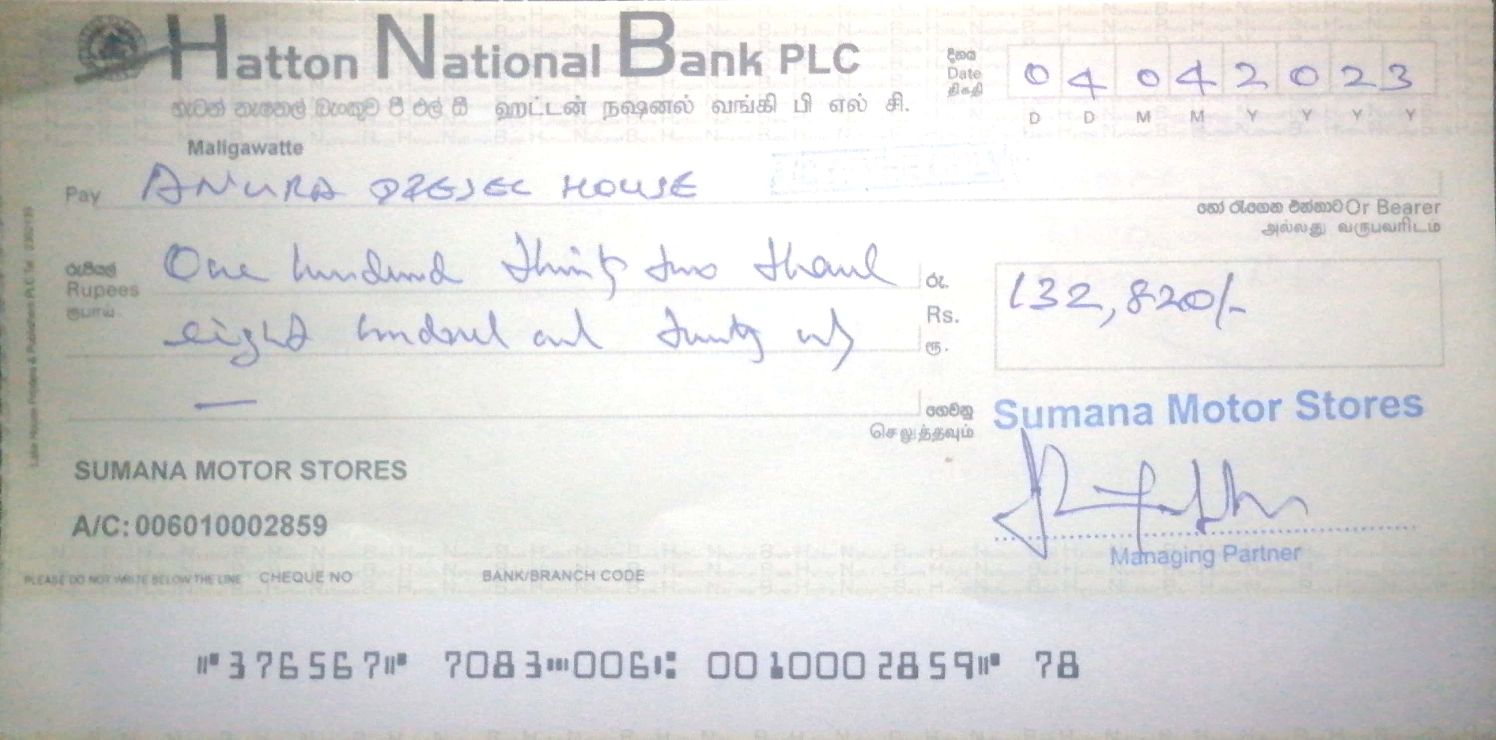 Hatton National Bank PLC
හැටන් නැෂනල් බැංකුව පී එල් සී ஹட்டன் நஷனல் வங்கி பி எல் சி.
දිනය
Date
திகதி
04042023
D D M M Y Y Y Y
Maligawatte
Pay ANURA DIESEL HOUSE
හෝ රැගෙන එන්නාට Or Bearer
அல்லது வருபவரிடம்
රුපියල්
Rupees
ரூபாய்
One hundred thirty two thousand
eight hundred and twenty only
—
රු.
Rs.
ரூ.
132,820/-
ගෙවනු
செலுத்தவும்
Sumana Motor Stores
Managing Partner
SUMANA MOTOR STORES
A/C: 006010002859
PLEASE DO NOT WRITE BELOW THE LINE CHEQUE NO BANK/BRANCH CODE
⑈376567⑈ 7083⑉006⑆ 0010002859⑈ 78